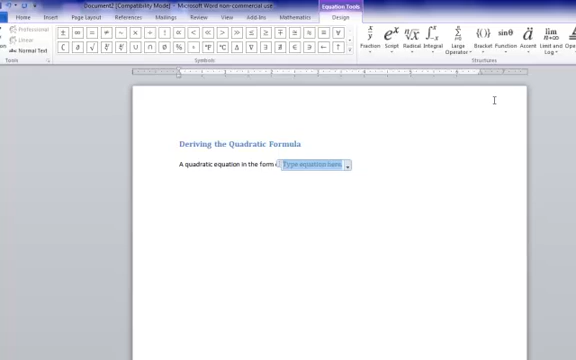 Document2 [Compatibility Mode] - Microsoft Word non-commercial use
Equation Tools
Home Insert Page Layout References Mailings Review View Add-Ins Mathematics Design
Professional
Linear
Normal Text
± ∞ = ≠ ~ × ÷ ! ∝ < ≪ > ≫ ≤ ≥ ∓ ≅ ≈ ≡ ∀
Fraction Script Radical Integral Large Operator Bracket Function Accent Limit and Log
Tools Symbols Structures
Deriving the Quadratic Formula
A quadratic equation in the form Type equation here.